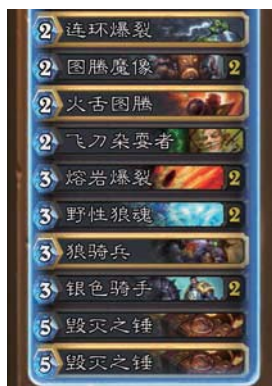 2 连环爆裂
2 图腾魔像 2
2 火舌图腾
2 飞刀杂耍者
3 熔岩爆裂 2
3 野性狼魂 2
3 狼骑兵
3 银色骑手 2
5 毁灭之锤
5 毁灭之锤